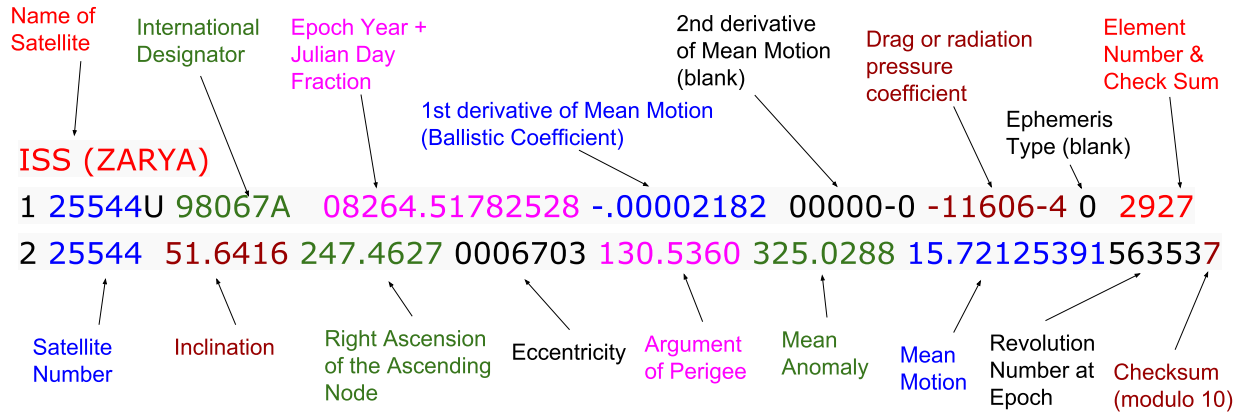 Name of
Satellite
International
Designator
Epoch Year +
Julian Day
Fraction
1st derivative of Mean Motion
(Ballistic Coefficient)
2nd derivative
of Mean Motion
(blank)
Drag or radiation
pressure
coefficient
Ephemeris
Type (blank)
Element
Number &
Check Sum
ISS (ZARYA)
1 25544U 98067A 08264.51782528 -.00002182 00000-0 -11606-4 0 2927
2 25544 51.6416 247.4627 0006703 130.5360 325.0288 15.72125391563537
Satellite
Number
Inclination
Right Ascension
of the Ascending
Node
Eccentricity
Argument
of Perigee
Mean
Anomaly
Mean
Motion
Revolution
Number at
Epoch
Checksum
(modulo 10)